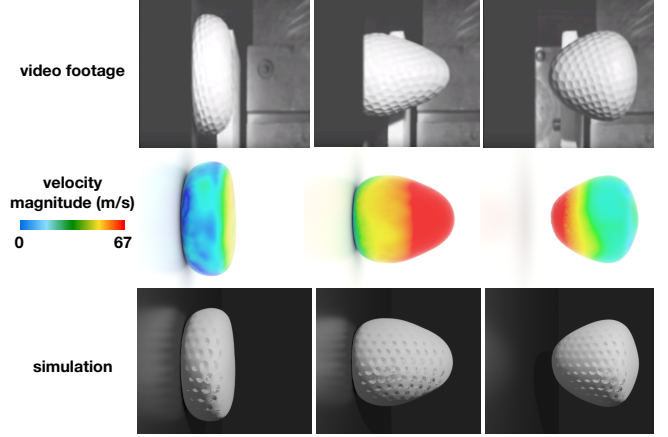 video footage
velocity
magnitude (m/s)
0 67
simulation